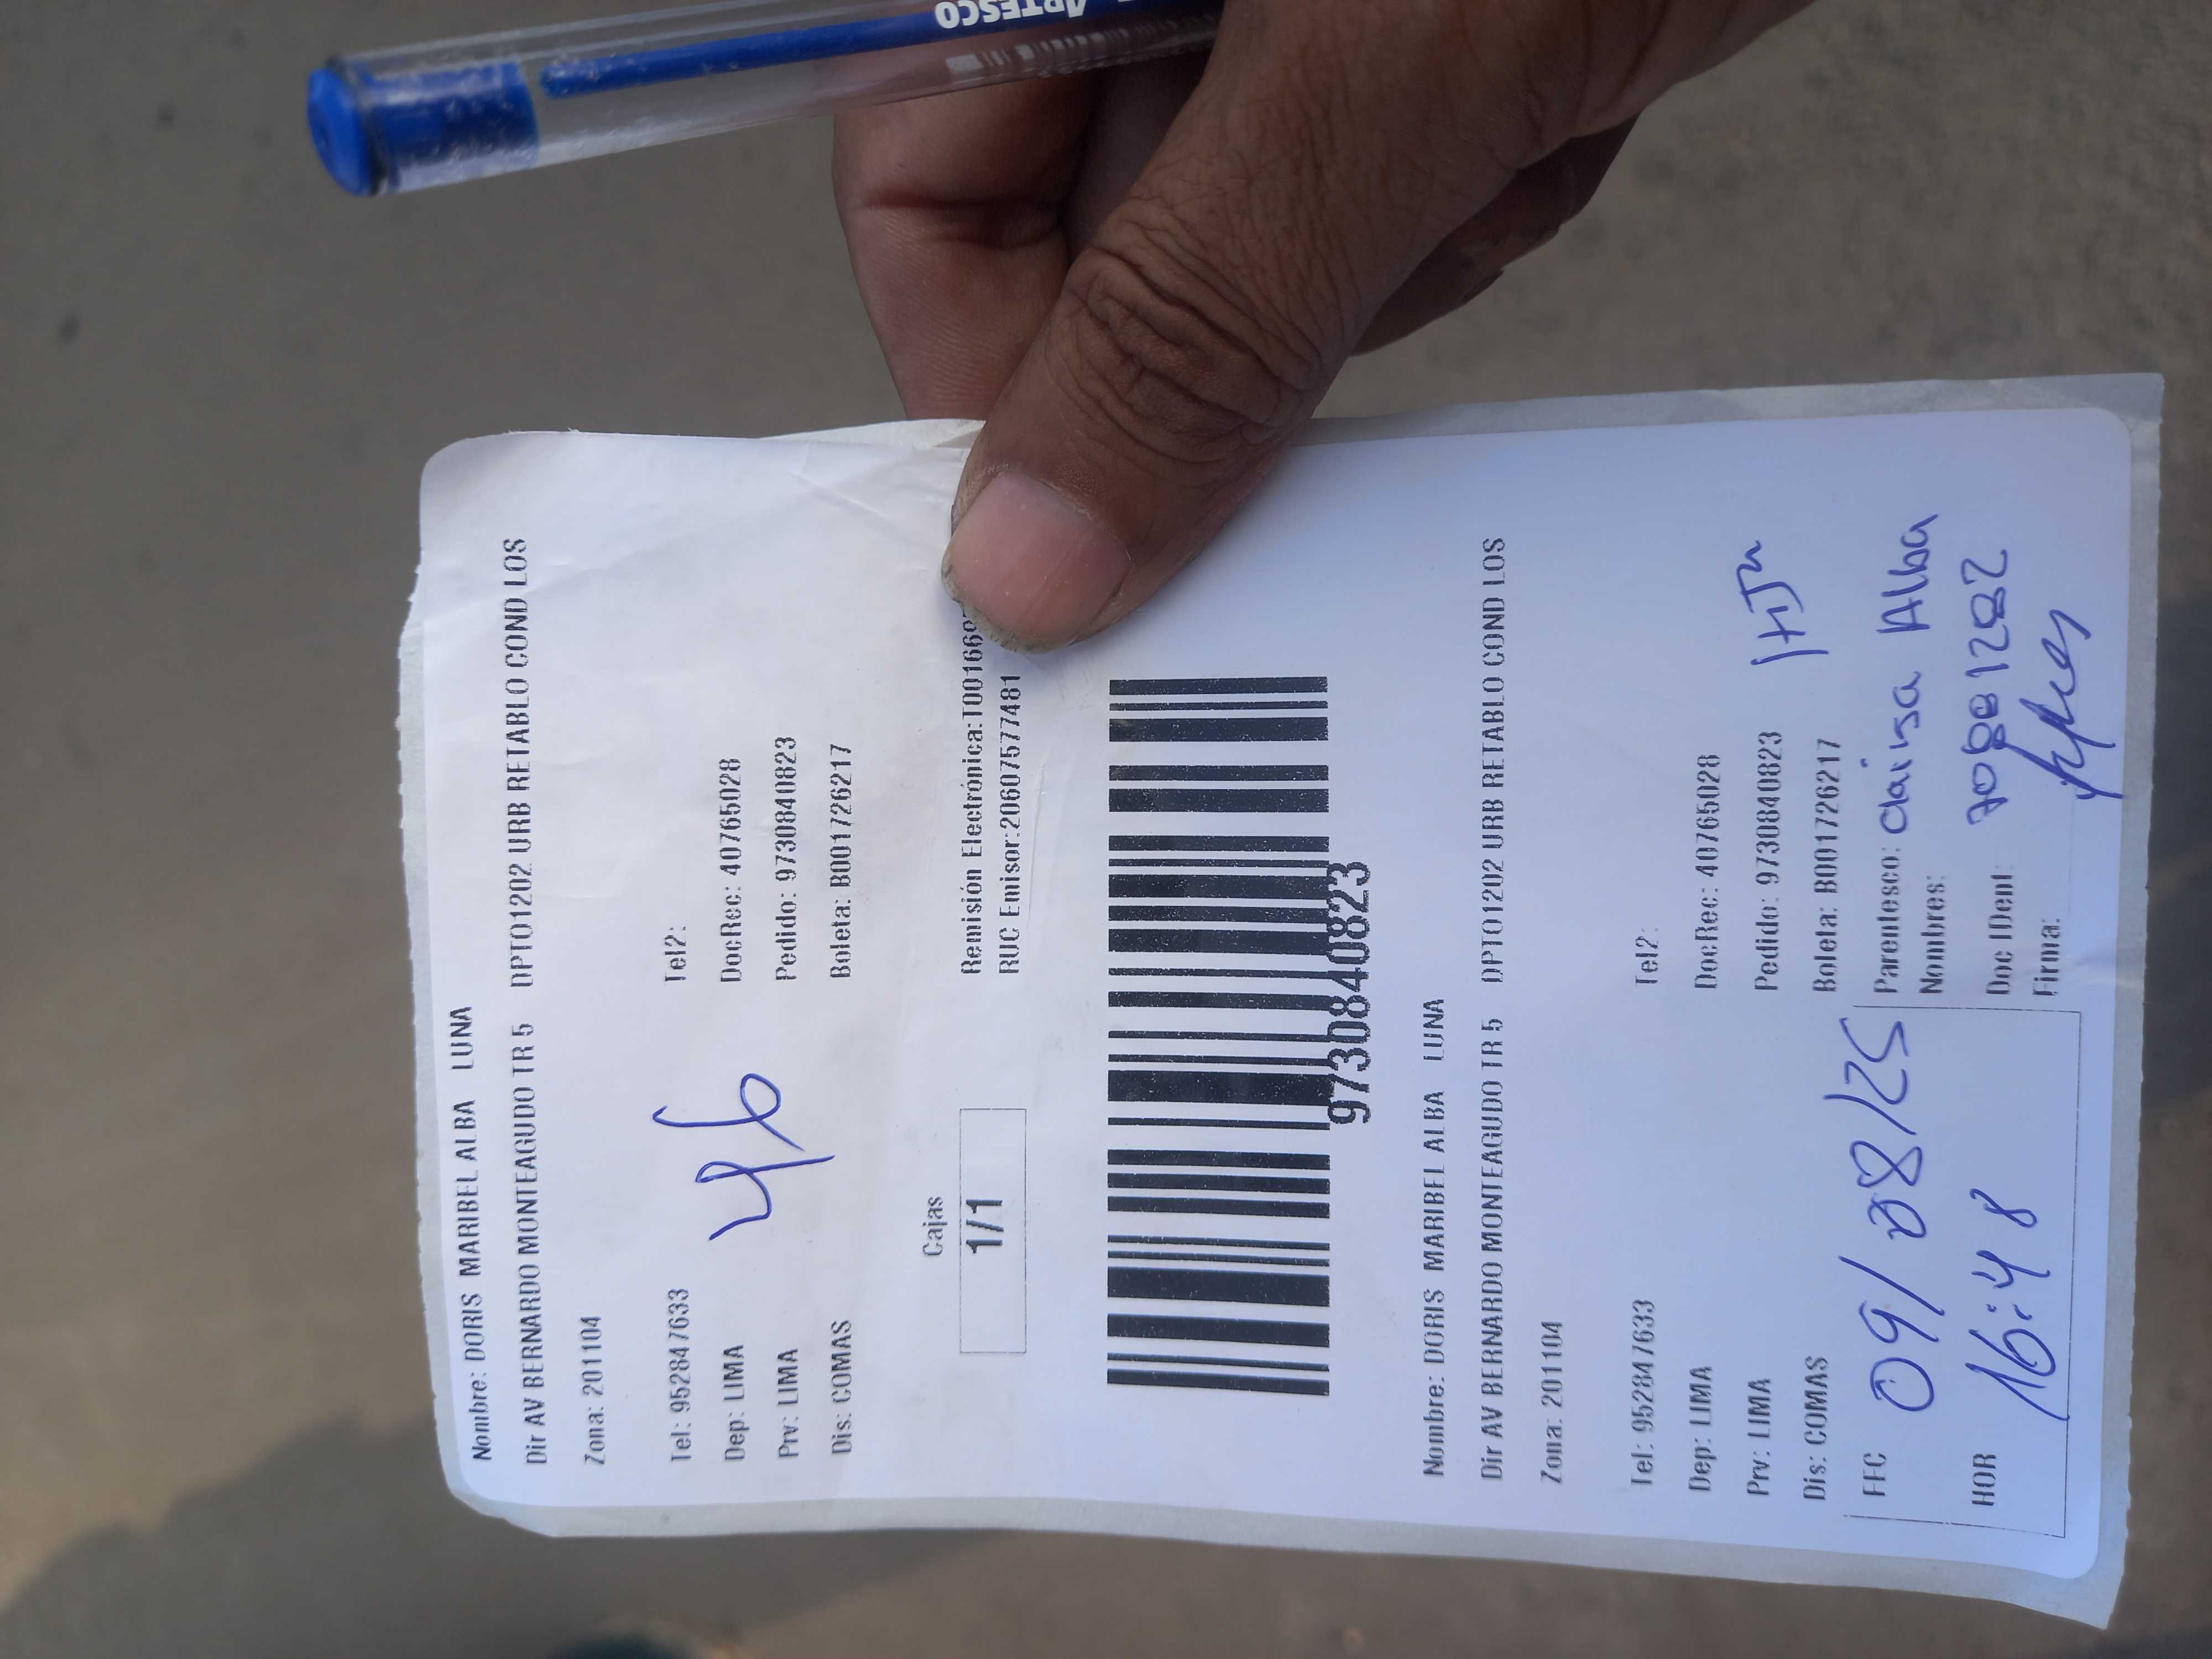 ARTESCO
Nombre: DORIS MARIBEL ALBA LUNA
Dir AV BERNARDO MONTEAGUDO TR 5 DPTO1202 URB RETABLO COND LOS
Zona: 201104
Tel: 952847633 Tel2:
Dep: LIMA 46 DocRec: 40765028
Prv: LIMA Pedido: 9730840823
Dis: COMAS Boleta: B001726217
Cajas
1/1
Remisión Electrónica:T00166
RUC Emisor:20607577481
9730840823
Nombre: DORIS MARIBEL ALBA LUNA
Dir AV BERNARDO MONTEAGUDO TR 5 DPTO1202 URB RETABLO COND LOS
Zona: 201104
Tel: 952847633 Tel2:
Dep: LIMA DocRec: 40765028
Prv: LIMA Pedido: 9730840823
Dis: COMAS Boleta: B001726217
FEC 09/08/25 Parentesco:
Nombres: Alba
HOR 16:48 Doc IDent:
Firma: